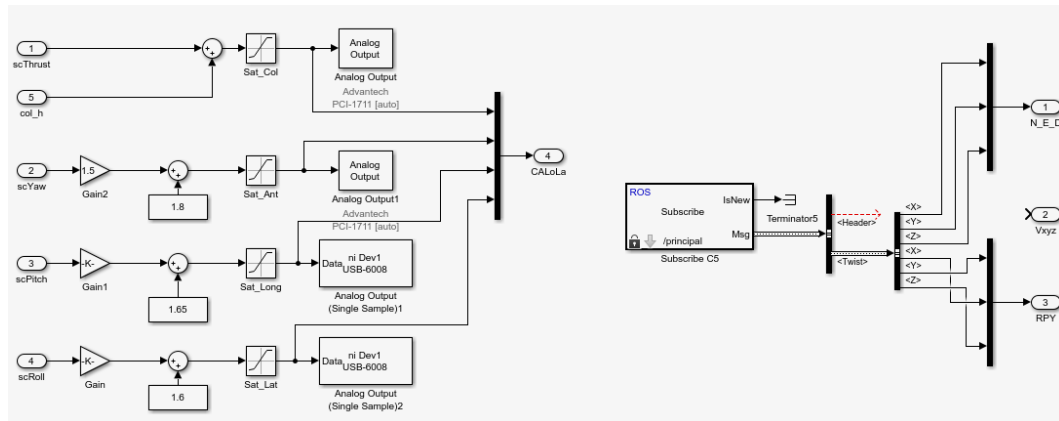 1
scThrust
5
col_h
Sat_Col
Analog
Output
Analog Output
Advantech
PCI-1711 [auto]
2
scYaw
1.5
Gain2
1.8
Sat_Ant
Analog
Output
Analog Output1
Advantech
PCI-1711 [auto]
4
CALoLa
3
scPitch
-K-
Gain1
1.65
Sat_Long
Data
ni Dev1
USB-6008
Analog Output
(Single Sample)1
4
scRoll
-K-
Gain
1.6
Sat_Lat
Data
ni Dev1
USB-6008
Analog Output
(Single Sample)2
ROS
Subscribe
/principal
IsNew
Msg
Subscribe C5
Terminator5
<Header>
<Twist>
<X>
<Y>
<Z>
<X>
<Y>
<Z>
1
N_E_D
2
Vxyz
3
RPY